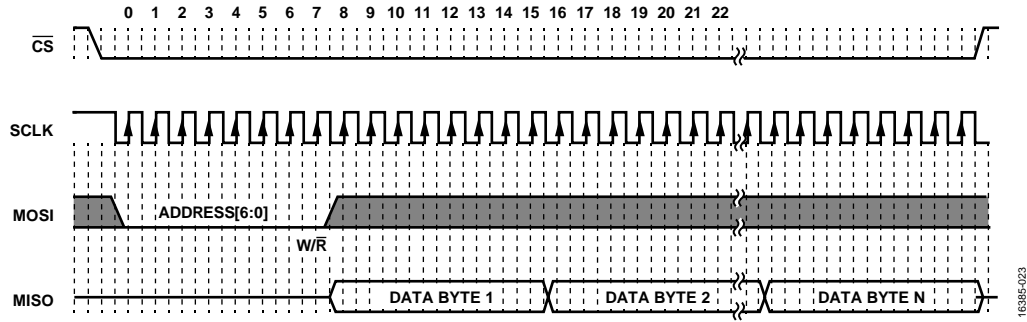 0 1 2 3 4 5 6 7 8 9 10 11 12 13 14 15 16 17 18 19 20 21 22
CS
SCLK
MOSI
ADDRESS[6:0]
W/R
MISO
DATA BYTE 1
DATA BYTE 2
DATA BYTE N
16385-023